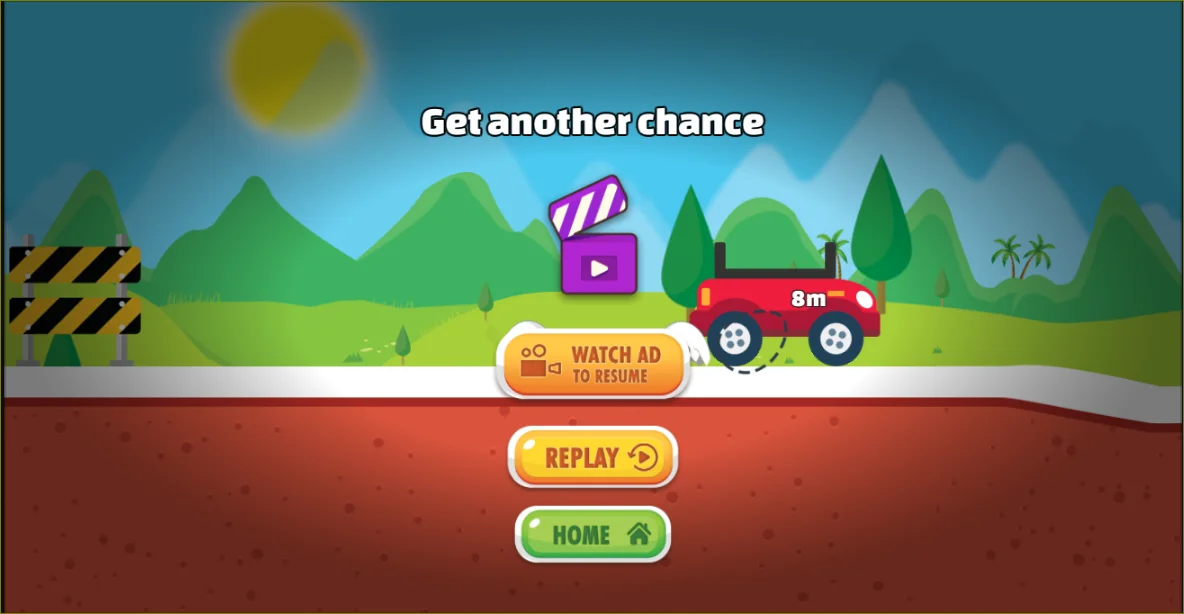 Get another chance
8m
WATCH AD
TO RESUME
REPLAY
HOME